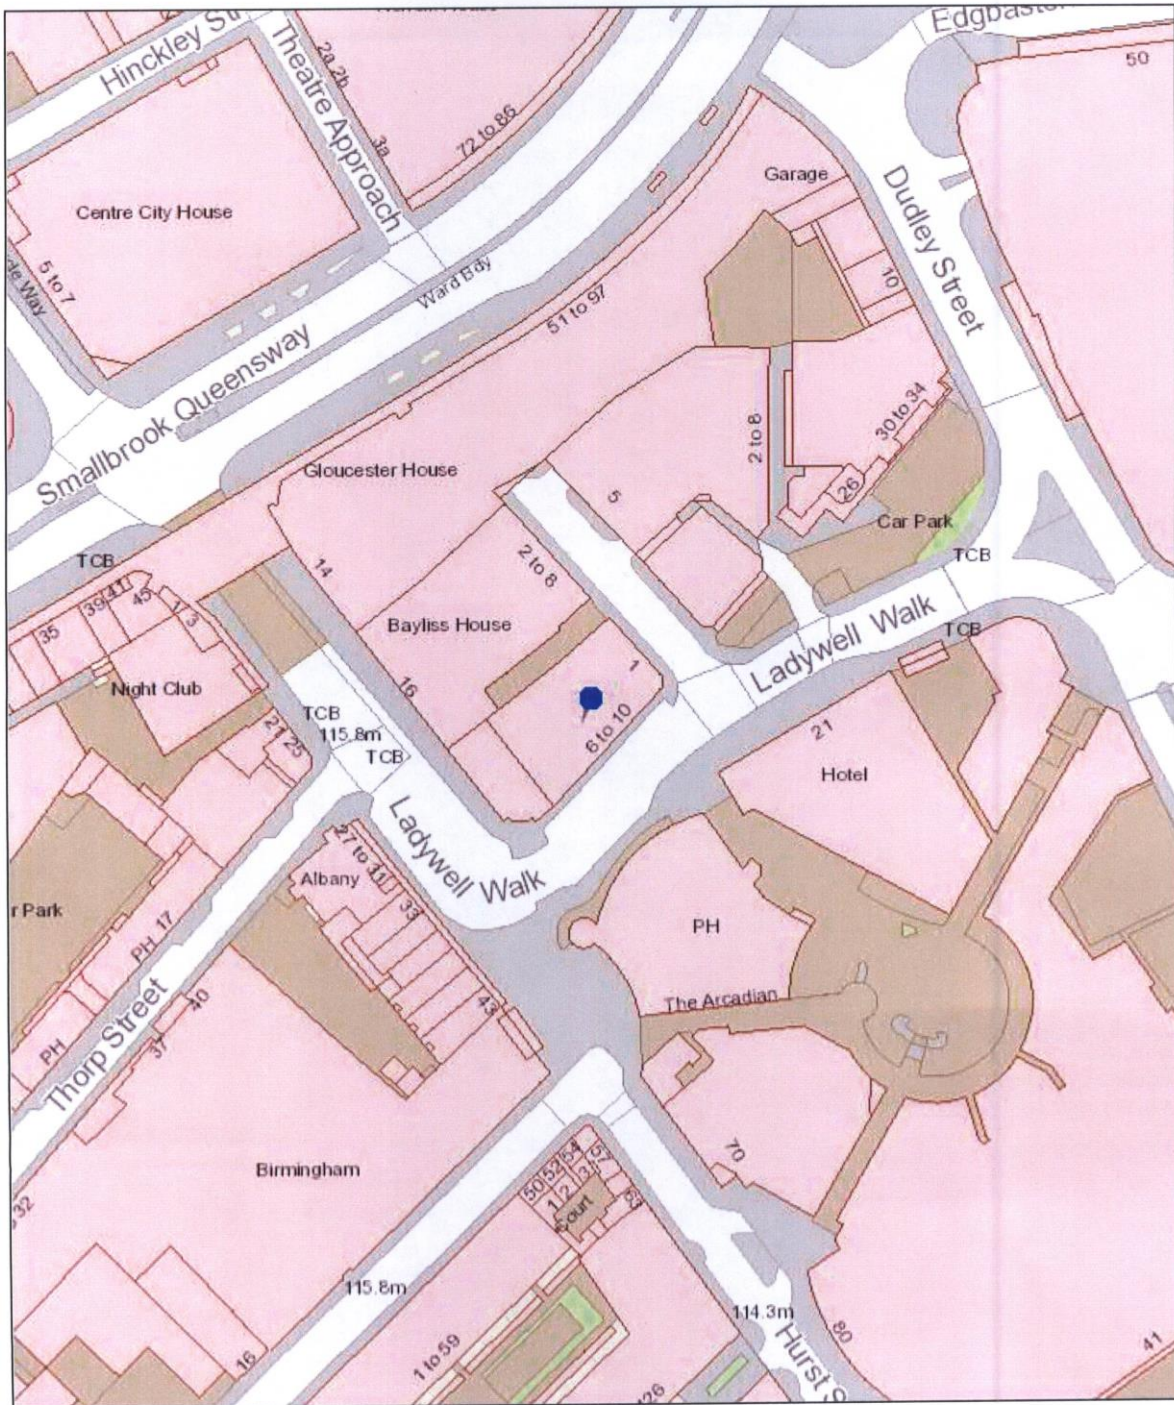 Hinckley St
Theatre Approach
2a 2b
3a
72 to 86
Edgbaston
50
Garage
Dudley Street
Centre City House
5 to 7
Way
Ward Bdy
10
51 to 97
Smallbrook Queensway
30 to 34
2 to 8
Gloucester House
5
26
Car Park
TCB
TCB
14
2 to 8
39 41
45
1
3
35
Bayliss House
Ladywell Walk
TCB
Night Club
16
1
6 to 10
21
TCB
115.8m
TCB
21 25
Hotel
Ladywell Walk
27 to 31
Albany
33
r Park
PH 17
PH
The Arcadian
43
40
37
PH
Thorp Street
Birmingham
70
54
52
50
57
3
2
1
63
Court
32
115.8m
114.3m
1 to 59
80
Hurst S
16
41
126